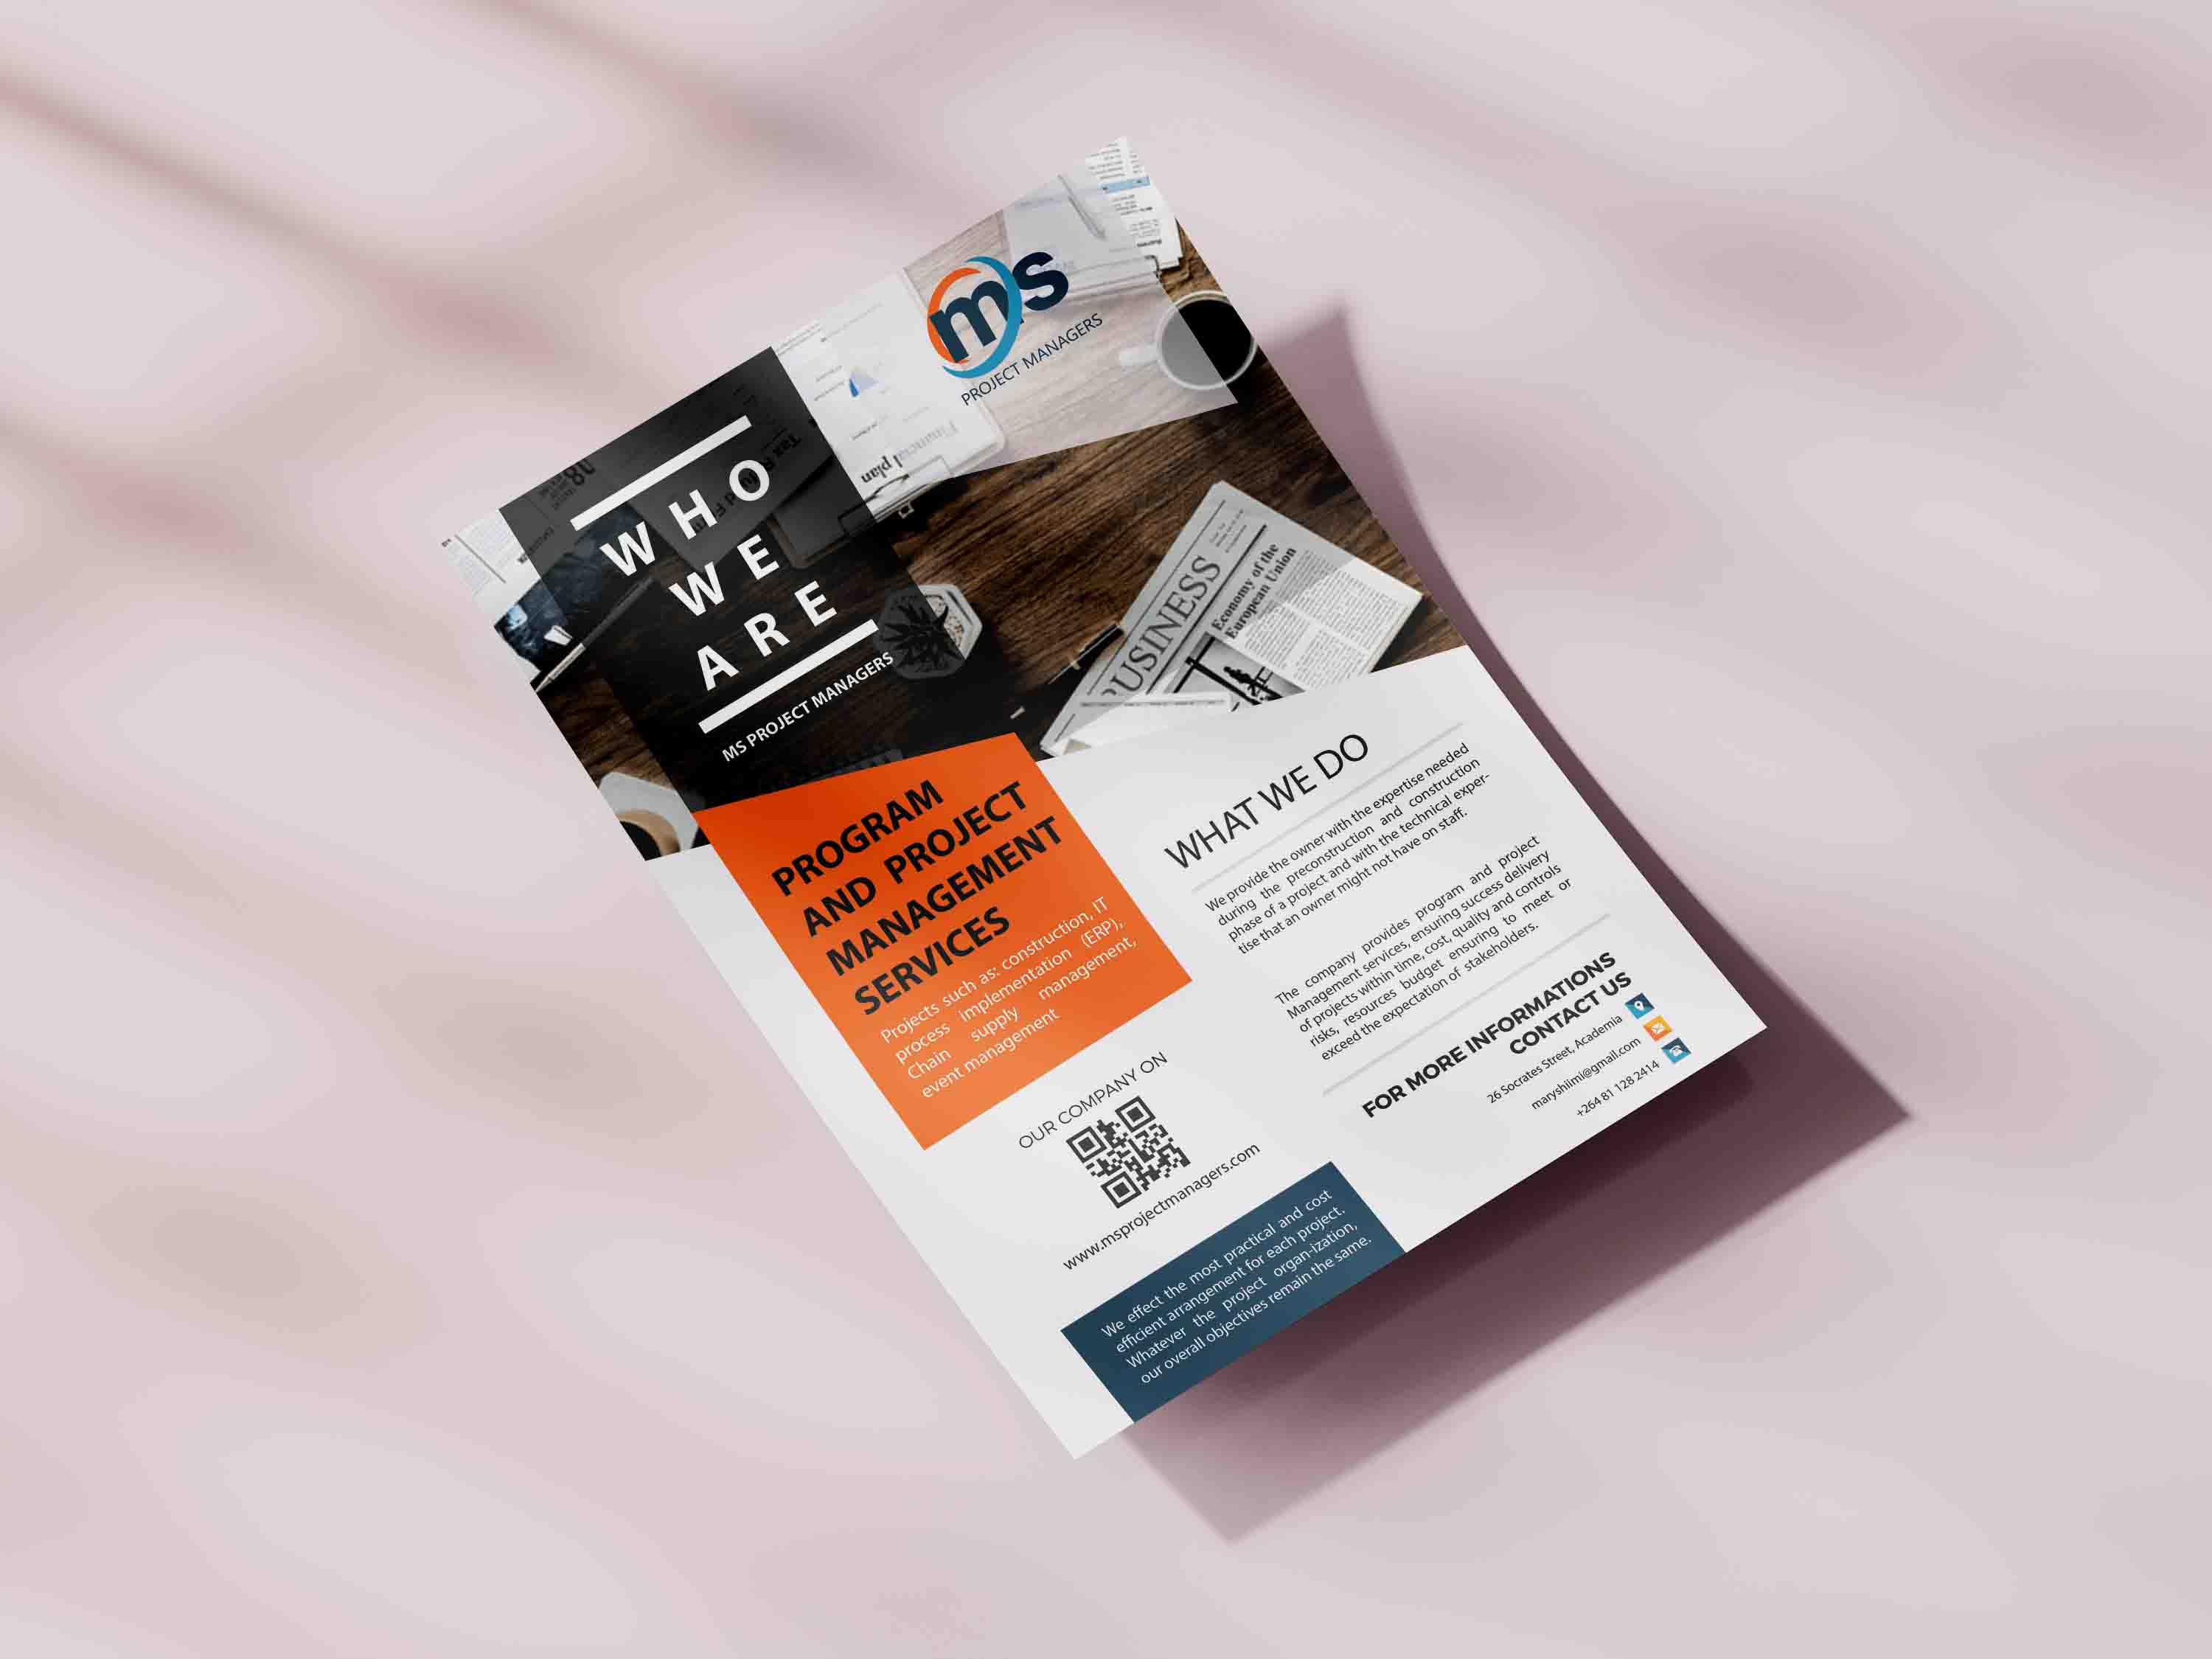 ms
PROJECT MANAGERS
WHO
WE
ARE
MS PROJECT MANAGERS
plan
BUSINESS
Economy of the
European Union
PROGRAM
AND PROJECT
MANAGEMENT
SERVICES
Projects such as: construction, IT
process implementation (ERP),
Chain supply management,
event management
OUR COMPANY ON
www.msprojectmanagers.com
We effect the most practical and cost
efficient arrangement for each project.
Whatever the project organ-ization,
our overall objectives remain the same.
WHAT WE DO
We provide the owner with the expertise needed
during the preconstruction and construction
phase of a project and with the technical exper-
tise that an owner might not have on staff.
The company provides program and project
Management services, ensuring success delivery
of projects within time, cost, quality and controls
risks, resources budget ensuring to meet or
exceed the expectation of stakeholders.
FOR MORE INFORMATIONS
CONTACT US
26 Socrates Street, Academia
maryshiimi@gmail.com
+264 81 128 2414